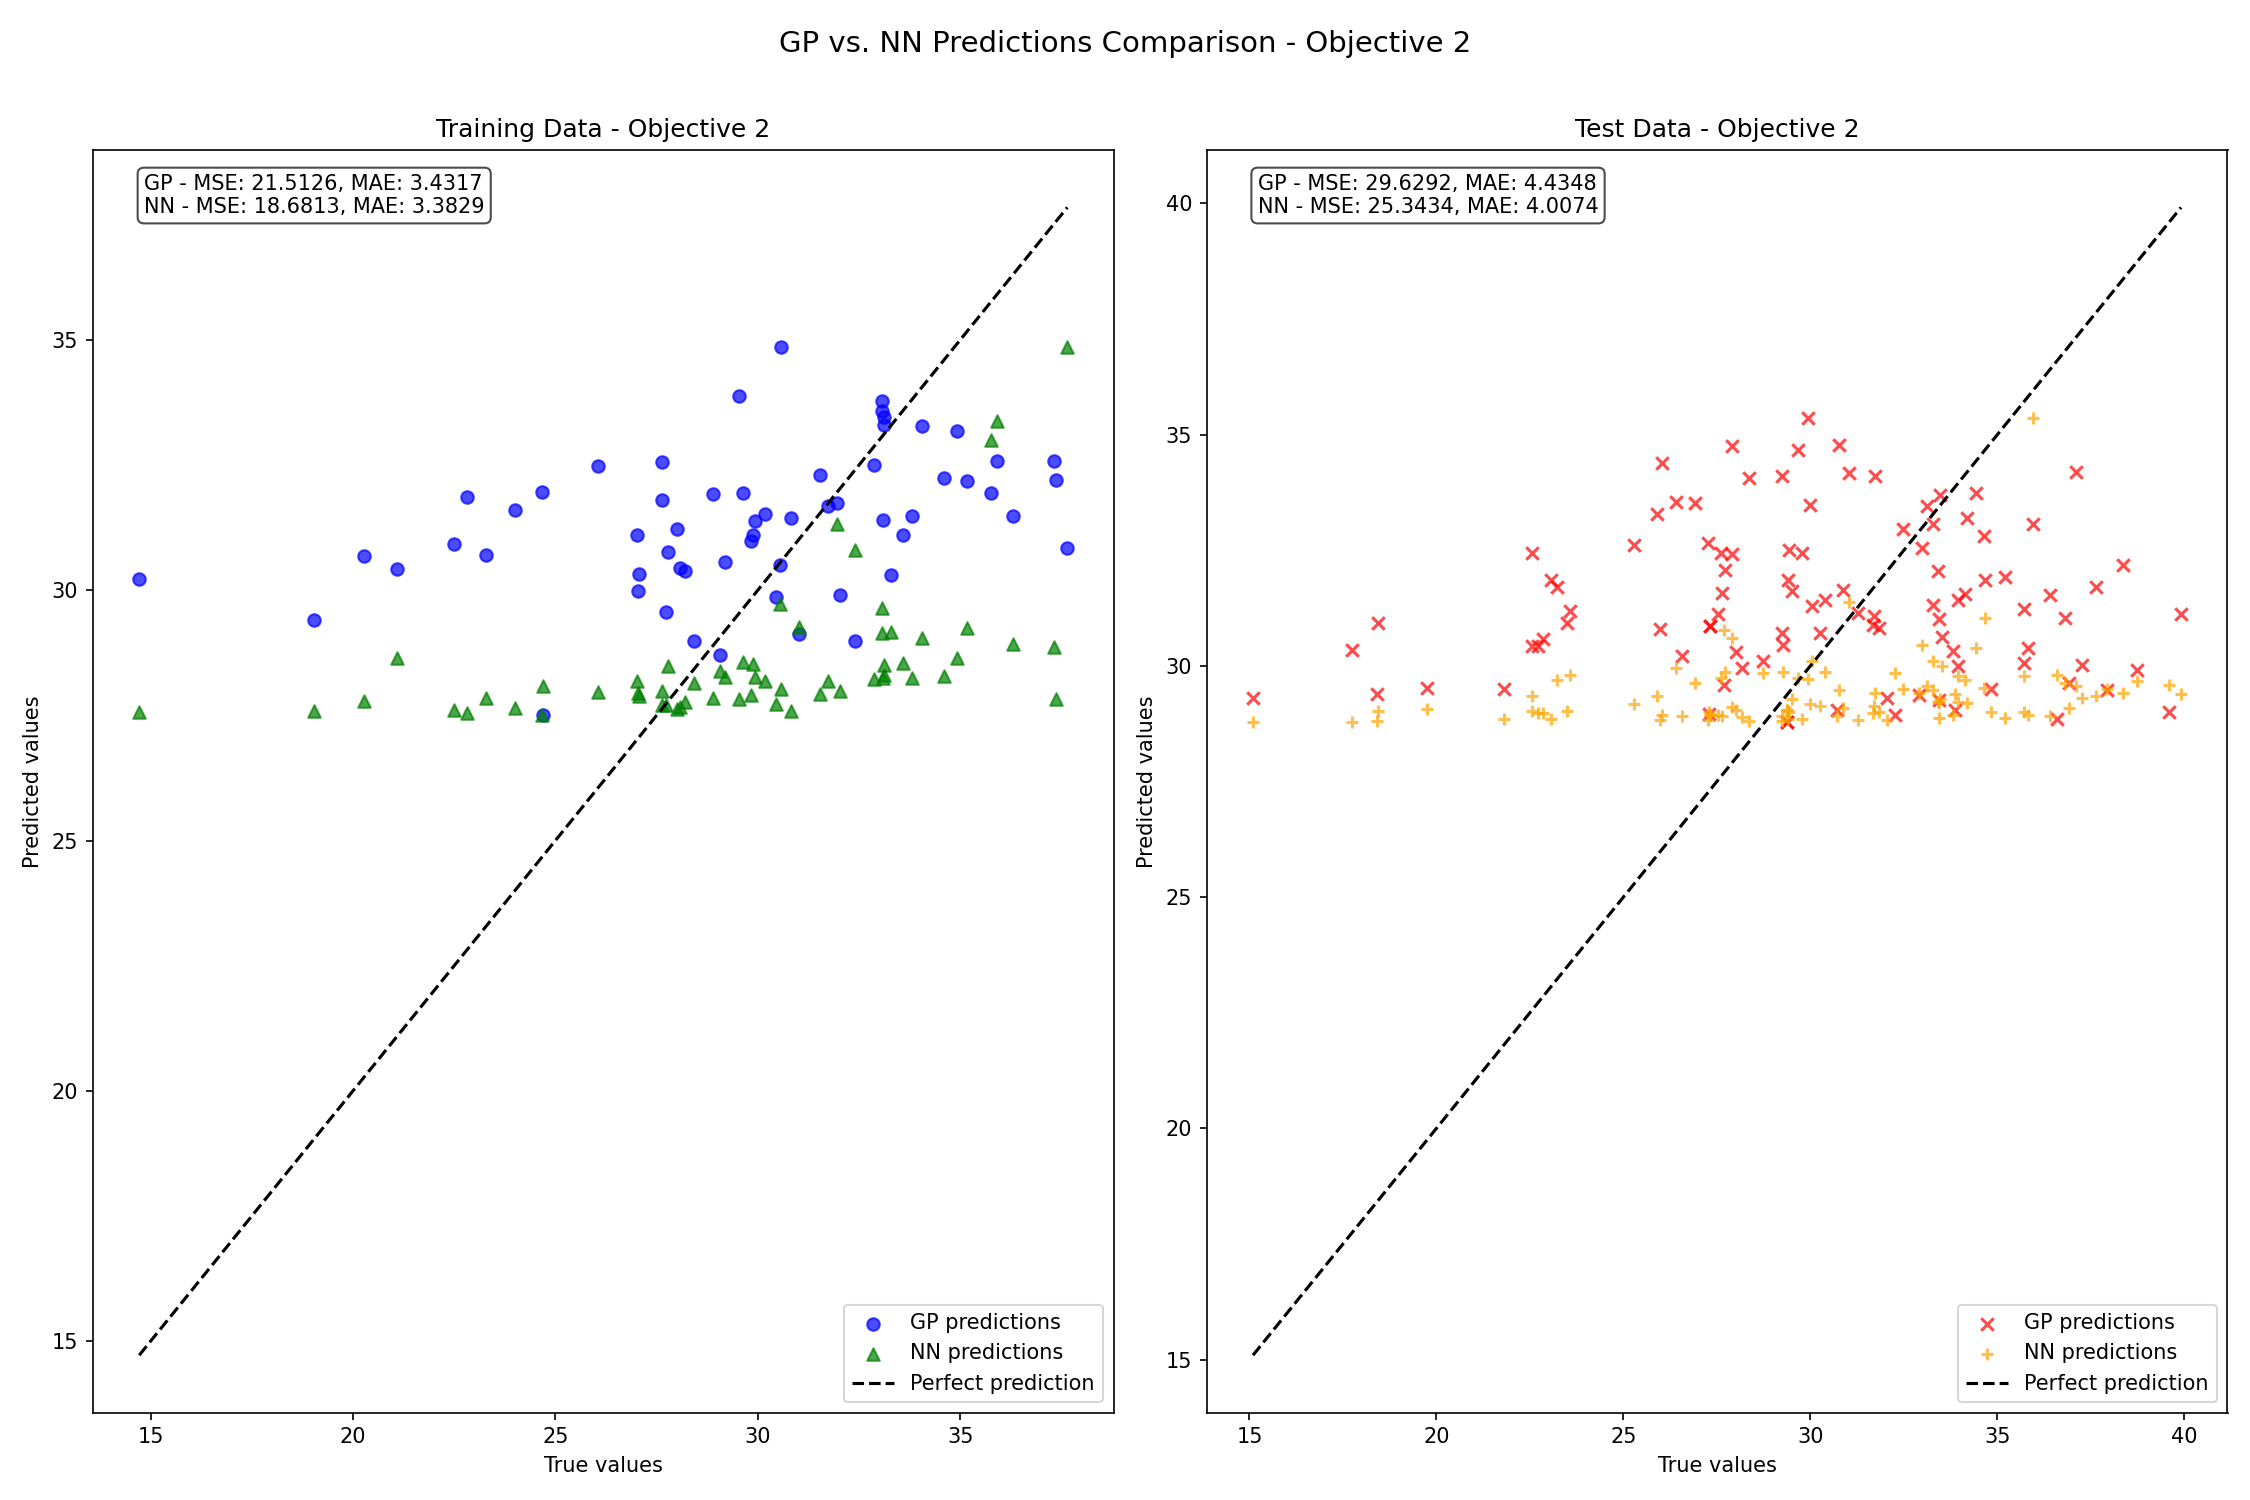 GP vs. NN Predictions Comparison - Objective 2
Training Data - Objective 2
GP - MSE: 21.5126, MAE: 3.4317
NN - MSE: 18.6813, MAE: 3.3829
Predicted values
35
30
25
20
15
15
20
25
30
35
True values
GP predictions
NN predictions
Perfect prediction
Test Data - Objective 2
GP - MSE: 29.6292, MAE: 4.4348
NN - MSE: 25.3434, MAE: 4.0074
Predicted values
40
35
30
25
20
15
15
20
25
30
35
40
True values
GP predictions
NN predictions
Perfect prediction